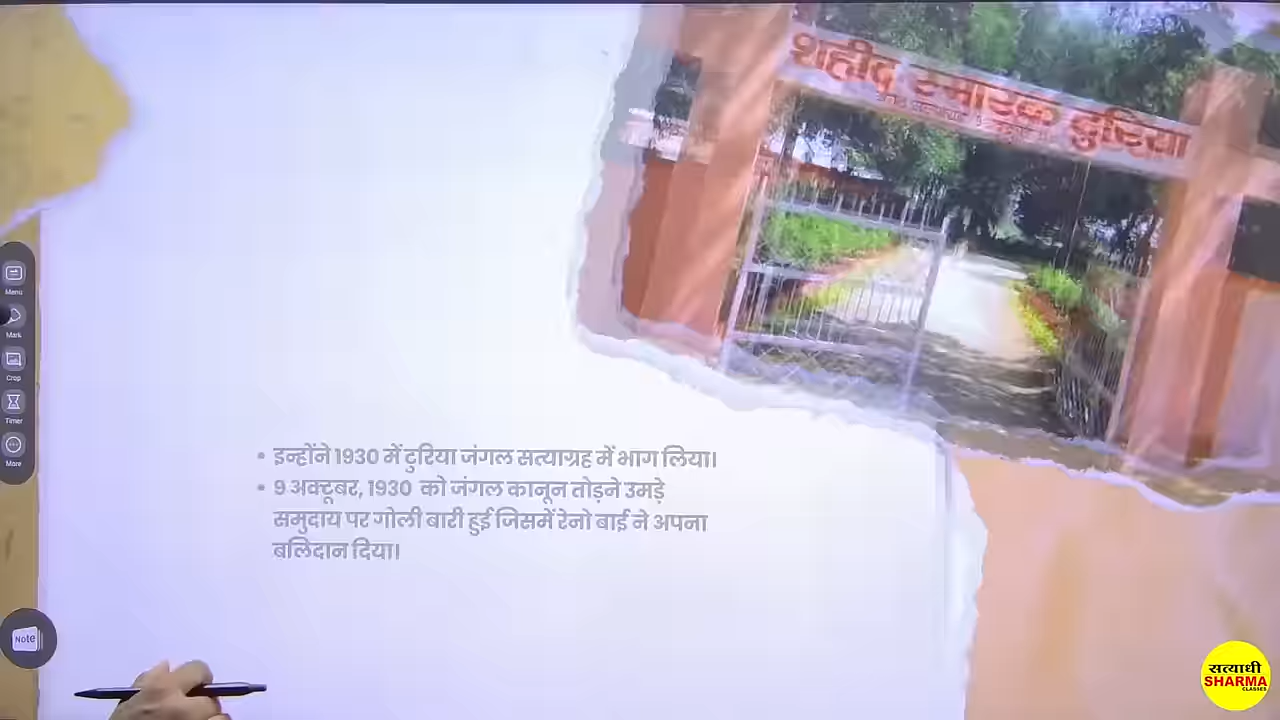 शहीद स्मारक टुरिया
Menu
Mark
Crop
Timer
More
• इन्होंने 1930 में टुरिया जंगल सत्याग्रह में भाग लिया।
• 9 अक्टूबर, 1930 को जंगल कानून तोड़ने उमड़े
समुदाय पर गोली बारी हुई जिसमें रेनो बाई ने अपना
बलिदान दिया।
Note
सत्याधी
SHARMA
CLASSES